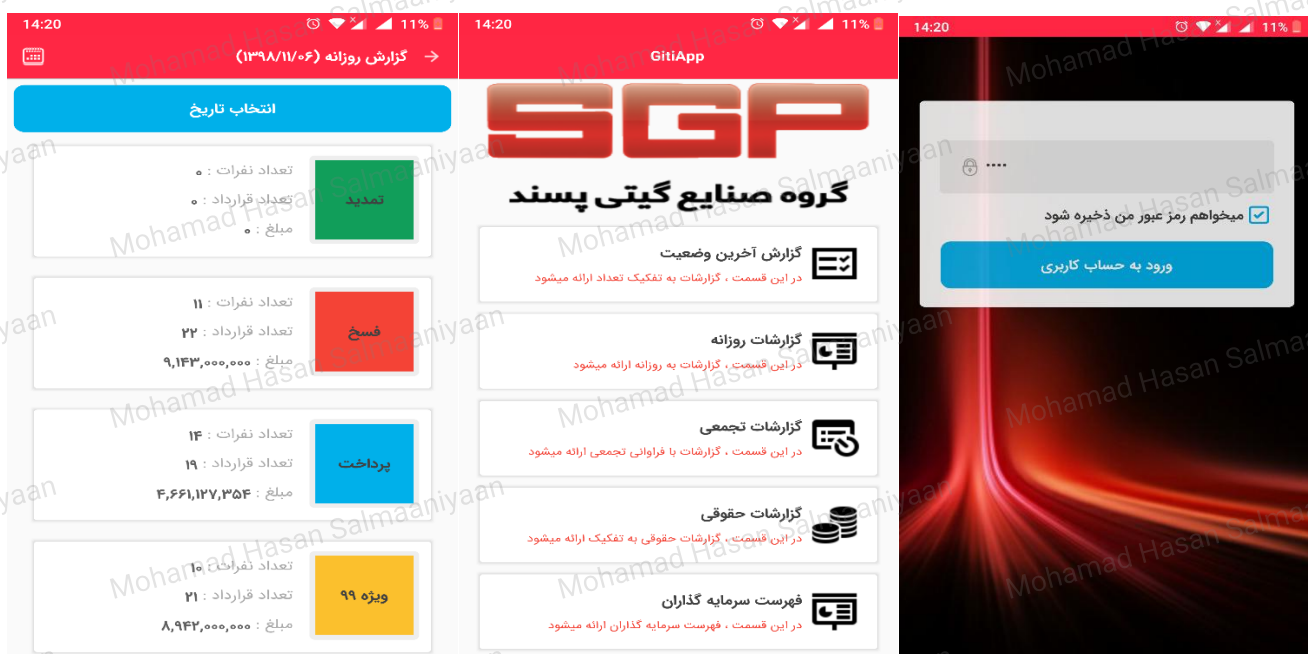 14:20
11%
گزارش روزانه (۱۳۹۸/۱۱/۰۶)
انتخاب تاریخ
تمدید
تعداد نفرات : ۰
تعداد قرارداد : ۰
مبلغ : ۰
فسخ
تعداد نفرات : ۱۱
تعداد قرارداد : ۲۲
مبلغ : ۹,۱۴۳,۰۰۰,۰۰۰
پرداخت
تعداد نفرات : ۱۴
تعداد قرارداد : ۱۹
مبلغ : ۴,۶۶۱,۱۲۷,۳۵۴
ویژه ۹۹
تعداد نفرات : ۱۰
تعداد قرارداد : ۲۱
مبلغ : ۸,۹۴۲,۰۰۰,۰۰۰
14:20
11%
GitiApp
SGP
گروه صنایع گیتی پسند
گزارش آخرین وضعیت
در این قسمت ، گزارشات به تفکیک تعداد ارائه میشود
گزارشات روزانه
در این قسمت ، گزارشات به روزانه ارائه میشود
گزارشات تجمعی
در این قسمت ، گزارشات با فراوانی تجمعی ارائه میشود
گزارشات حقوقی
در این قسمت ، گزارشات حقوقی به تفکیک ارائه میشود
فهرست سرمایه گذاران
در این قسمت ، فهرست سرمایه گذاران ارائه میشود
14:20
11%
••••
میخواهم رمز عبور من ذخیره شود
ورود به حساب کاربری
Mohamad Hasan Salmaaniyaan